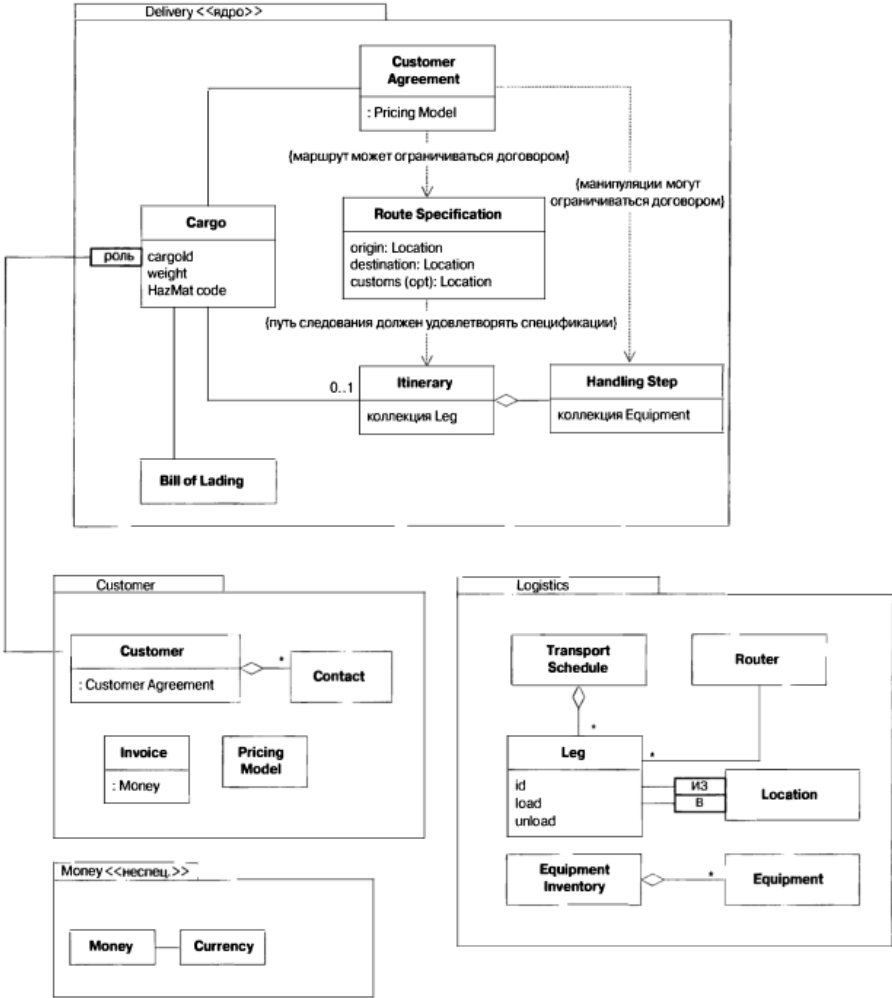 Delivery <<ядро>>
Customer
Agreement
: Pricing Model
{маршрут может ограничиваться договором}
{манипуляции могут
ограничиваться договором}
Cargo
роль
cargoId
weight
HazMat code
Route Specification
origin: Location
destination: Location
customs (opt): Location
{путь следования должен удовлетворять спецификации}
0..1
Itinerary
коллекция Leg
Handling Step
коллекция Equipment
Bill of Lading
Customer
Customer
: Customer Agreement
*
Contact
Invoice
: Money
Pricing
Model
Money <<неспец.>>
Money
Currency
Logistics
Transport
Schedule
Router
*
*
Leg
id
load
unload
ИЗ
В
Location
Equipment
Inventory
*
Equipment